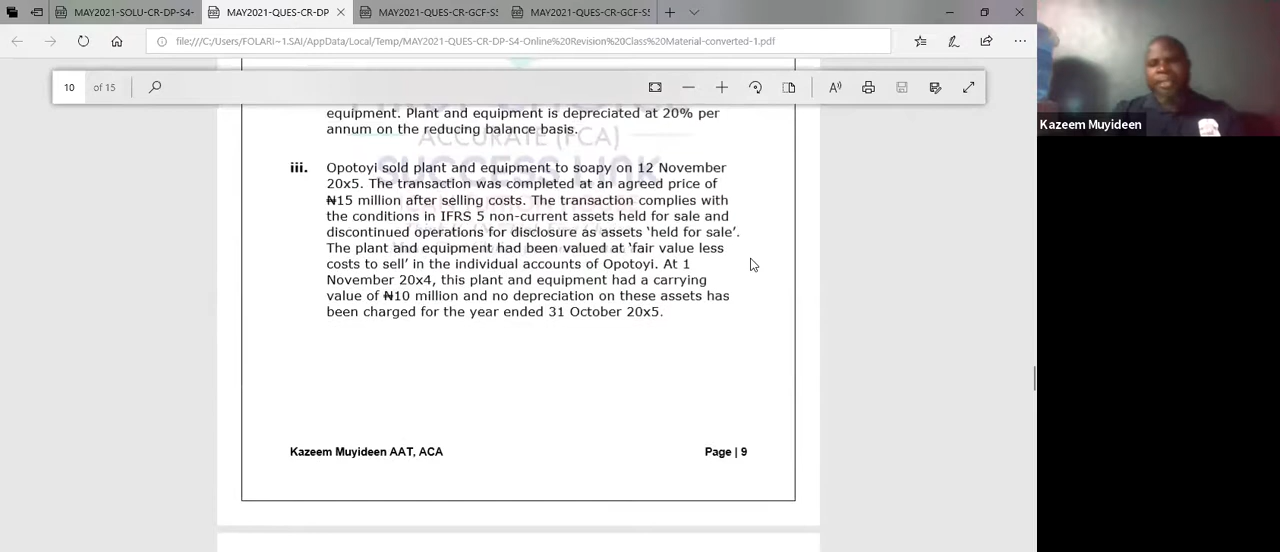 MAY2021-SOLU-CR-DP-S4-
MAY2021-QUES-CR-DP
MAY2021-QUES-CR-GCF-S5
MAY2021-QUES-CR-GCF-S5
file:///C:/Users/FOLARI~1.SAI/AppData/Local/Temp/MAY2021-QUES-CR-DP-S4-Online%20Revision%20Class%20Material-converted-1.pdf
10 of 15
equipment. Plant and equipment is depreciated at 20% per
annum on the reducing balance basis.
ACCURATE (FCA)
SUCCESS LINK
iii. Opotoyi sold plant and equipment to soapy on 12 November
20x5. The transaction was completed at an agreed price of
₦15 million after selling costs. The transaction complies with
the conditions in IFRS 5 non-current assets held for sale and
discontinued operations for disclosure as assets ‘held for sale’.
The plant and equipment had been valued at ‘fair value less
costs to sell’ in the individual accounts of Opotoyi. At 1
November 20x4, this plant and equipment had a carrying
value of ₦10 million and no depreciation on these assets has
been charged for the year ended 31 October 20x5.
Kazeem Muyideen AAT, ACA Page | 9
Kazeem Muyideen